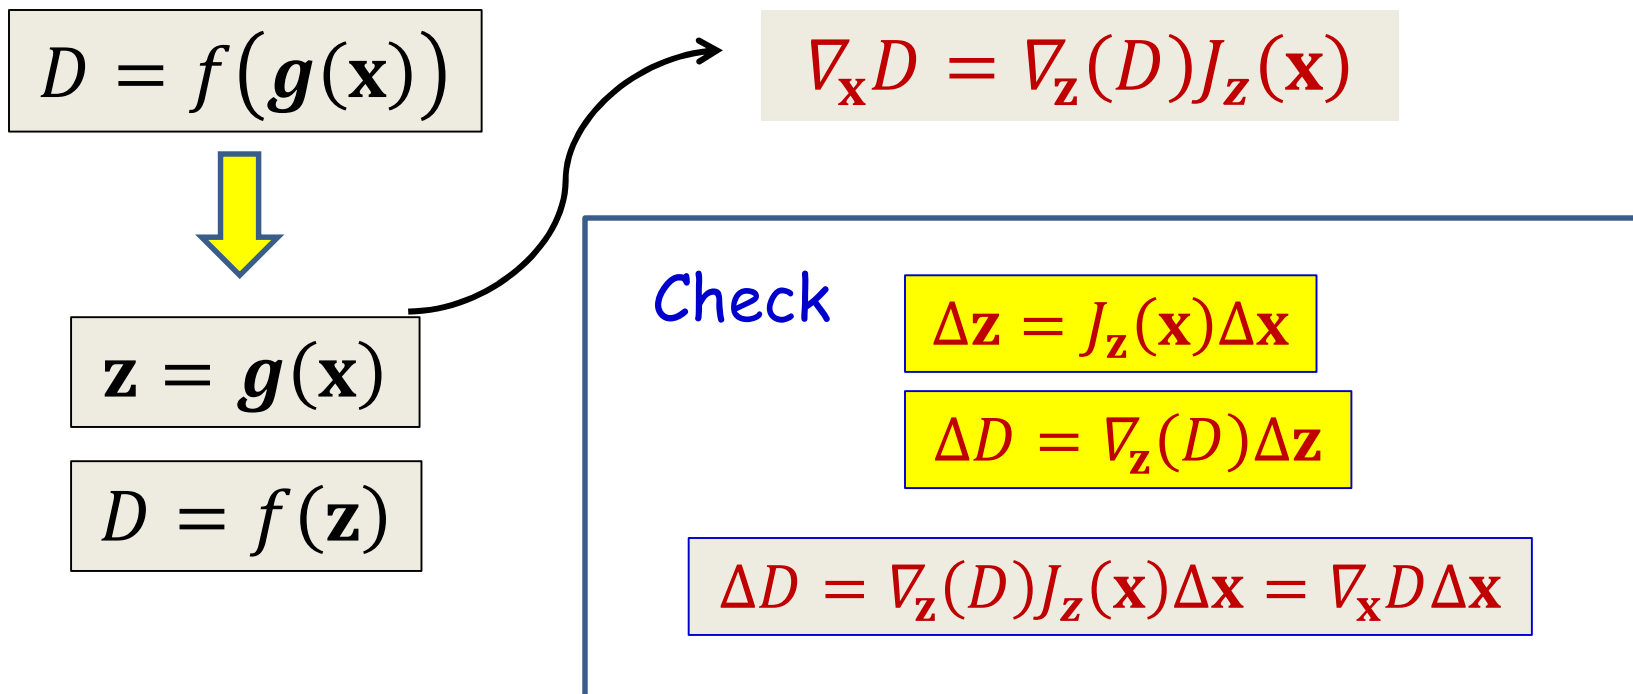 D = f(g(x))
∇ₓD = ∇_z(D)J_z(x)
z = g(x)
D = f(z)
Check
Δz = J_z(x)Δx
ΔD = ∇_z(D)Δz
ΔD = ∇_z(D)J_z(x)Δx = ∇ₓDΔx